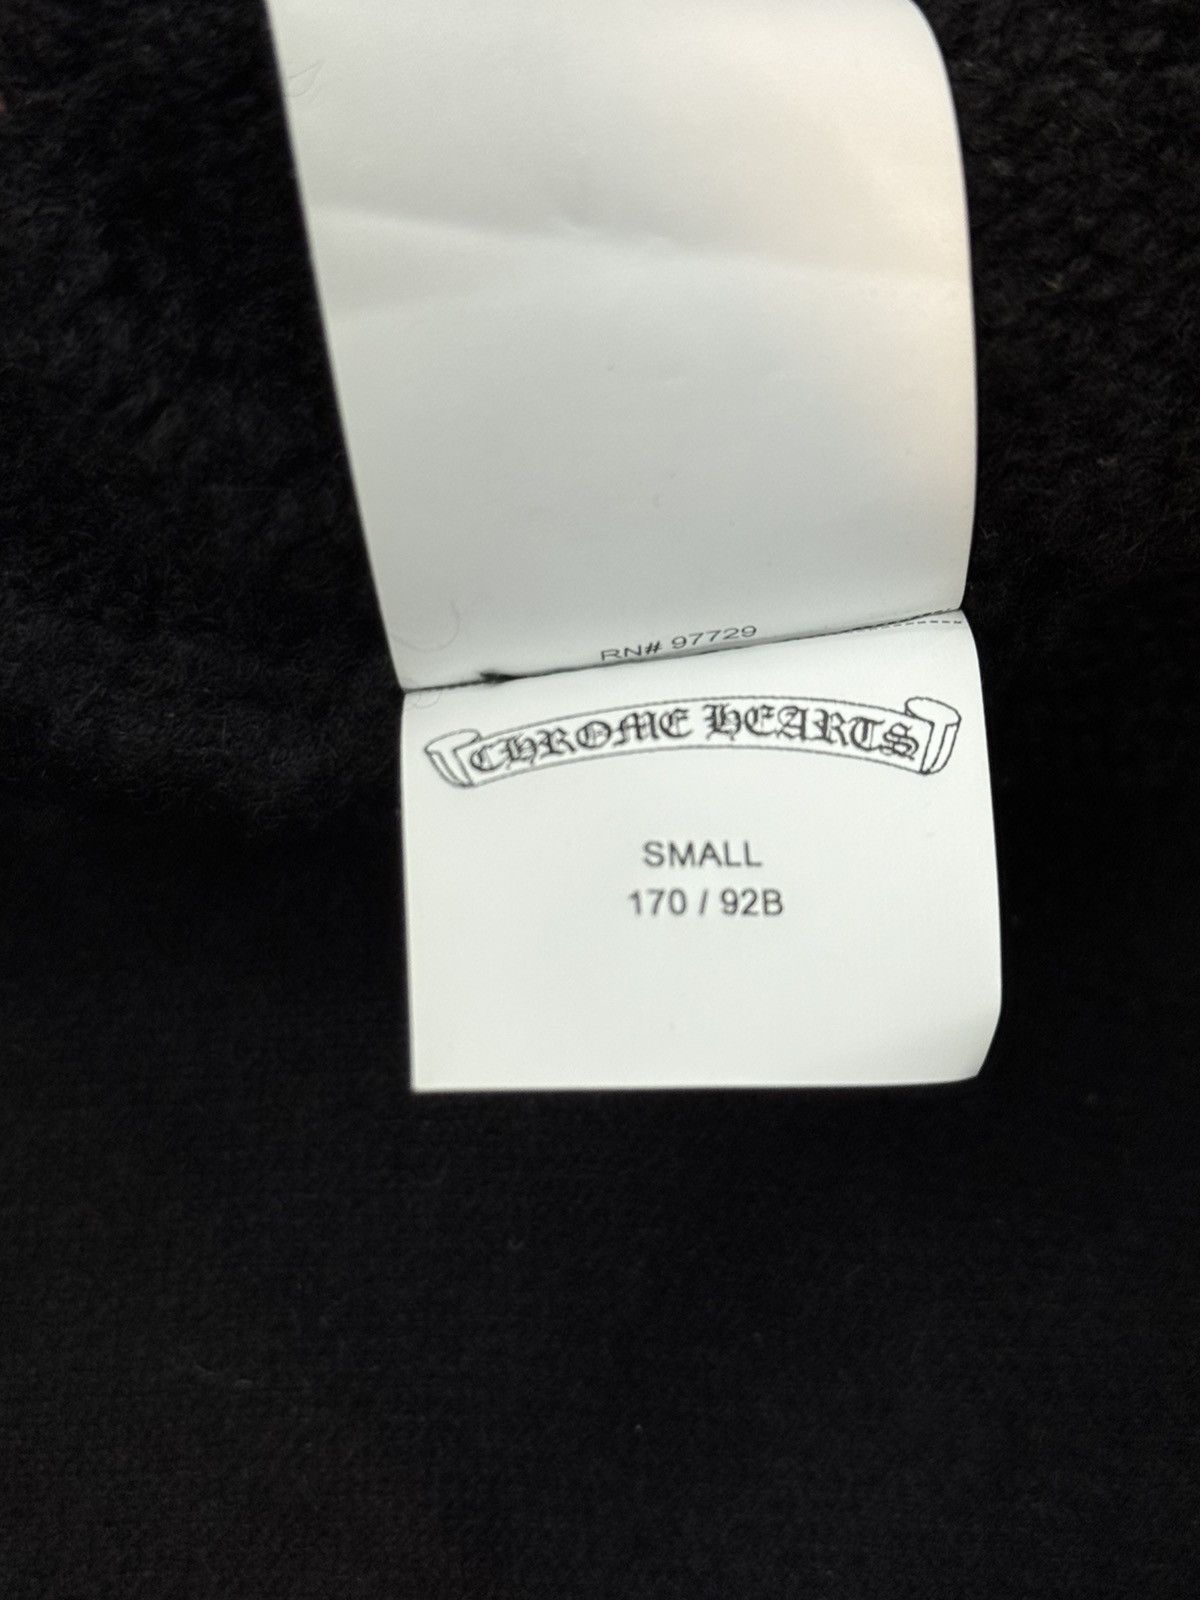 RN# 97729
CHROME HEARTS
SMALL
170 / 92B